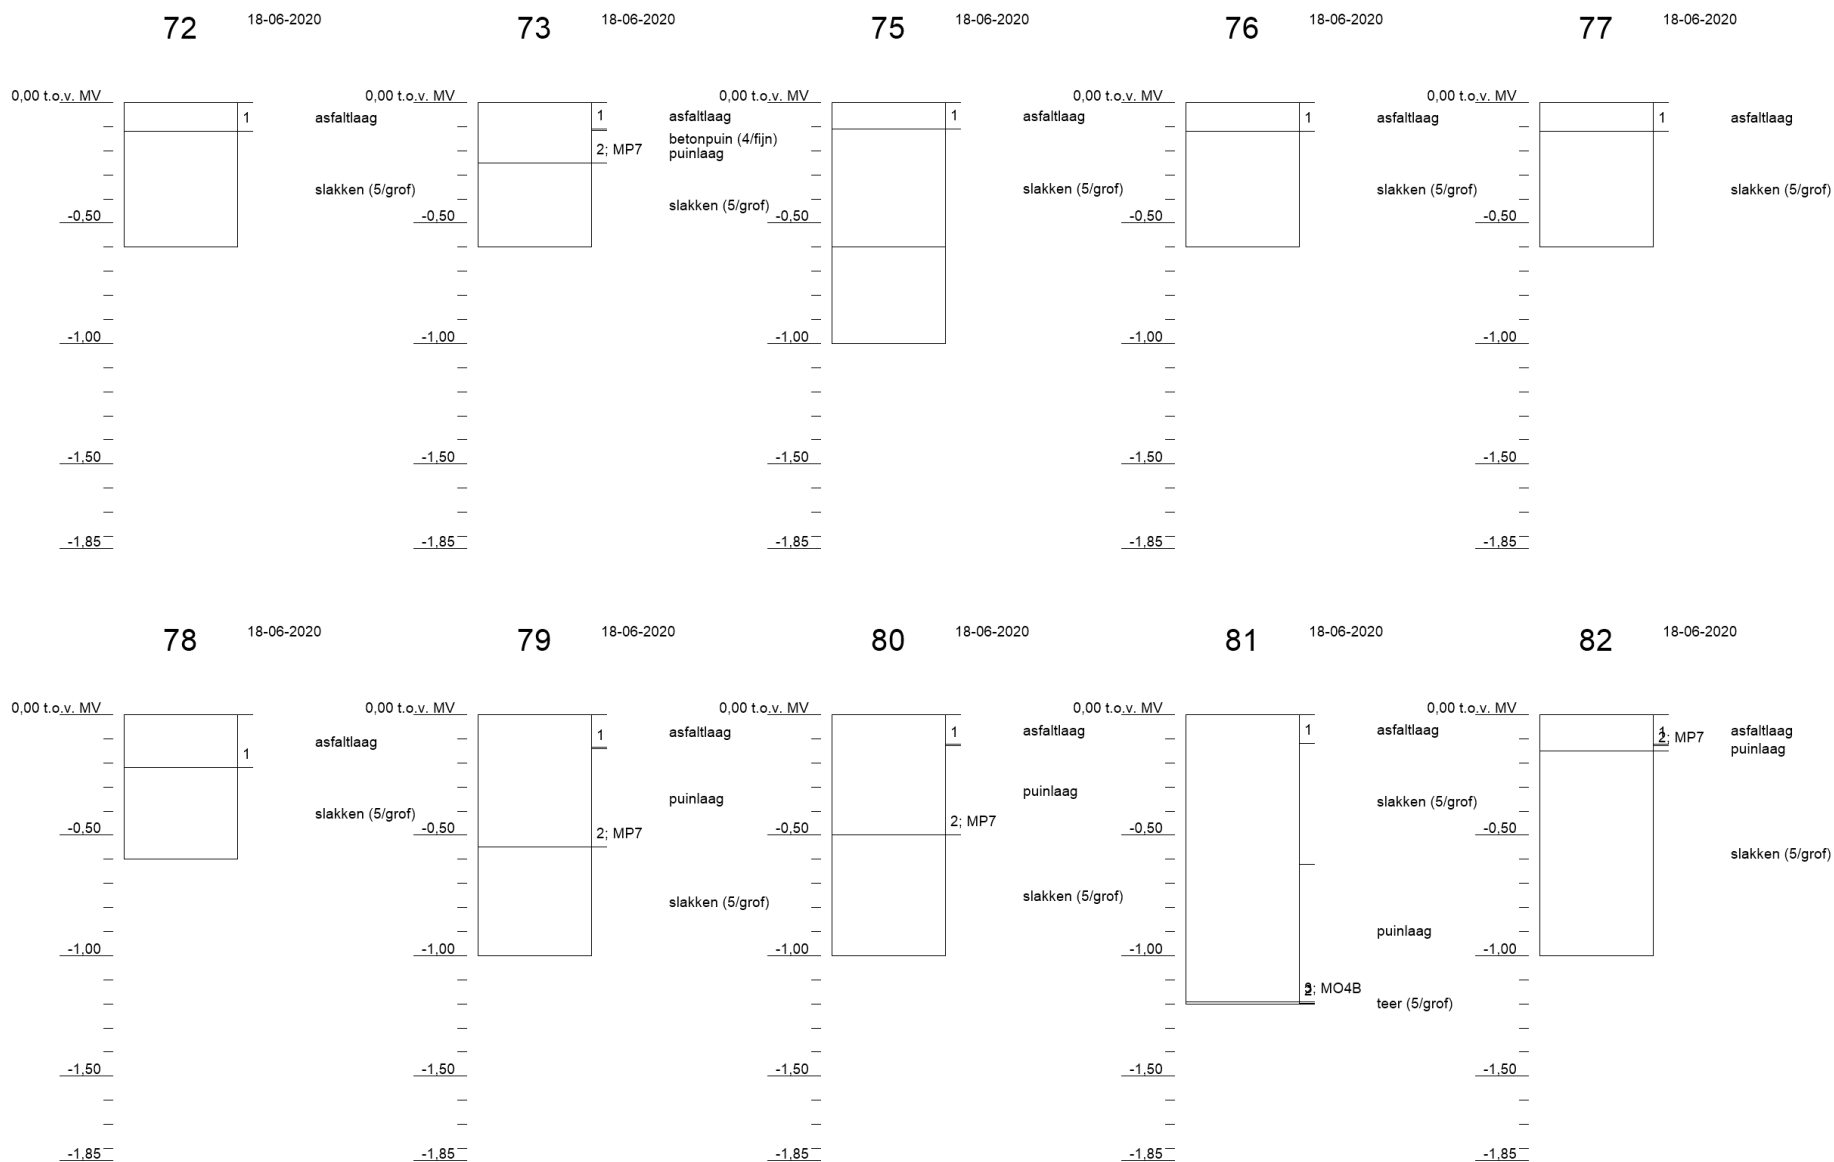 72 18-06-2020 73 18-06-2020 75 18-06-2020 76 18-06-2020 77 18-06-2020
0,00 t.o.v. MV 1 asfaltlaag 0,00 t.o.v. MV 1 asfaltlaag 0,00 t.o.v. MV 1 asfaltlaag 0,00 t.o.v. MV 1 asfaltlaag 0,00 t.o.v. MV 1 asfaltlaag
betonpuin (4/fijn)
2; MP7 puinlaag
slakken (5/grof) slakken (5/grof) slakken (5/grof) slakken (5/grof) slakken (5/grof)
-0,50 -0,50 -0,50 -0,50 -0,50
-1,00 -1,00 -1,00 -1,00 -1,00
-1,50 -1,50 -1,50 -1,50 -1,50
-1,85 -1,85 -1,85 -1,85 -1,85
78 18-06-2020 79 18-06-2020 80 18-06-2020 81 18-06-2020 82 18-06-2020
0,00 t.o.v. MV 0,00 t.o.v. MV 0,00 t.o.v. MV 0,00 t.o.v. MV 0,00 t.o.v. MV
1 asfaltlaag 1 asfaltlaag 1 asfaltlaag 1 asfaltlaag 2; MP7 asfaltlaag
puinlaag
puinlaag puinlaag slakken (5/grof)
slakken (5/grof)
-0,50 -0,50 2; MP7 -0,50 2; MP7 -0,50 -0,50
slakken (5/grof)
slakken (5/grof) slakken (5/grof)
puinlaag
-1,00 -1,00 -1,00 -1,00 -1,00
; MO4B teer (5/grof)
-1,50 -1,50 -1,50 -1,50 -1,50
-1,85 -1,85 -1,85 -1,85 -1,85